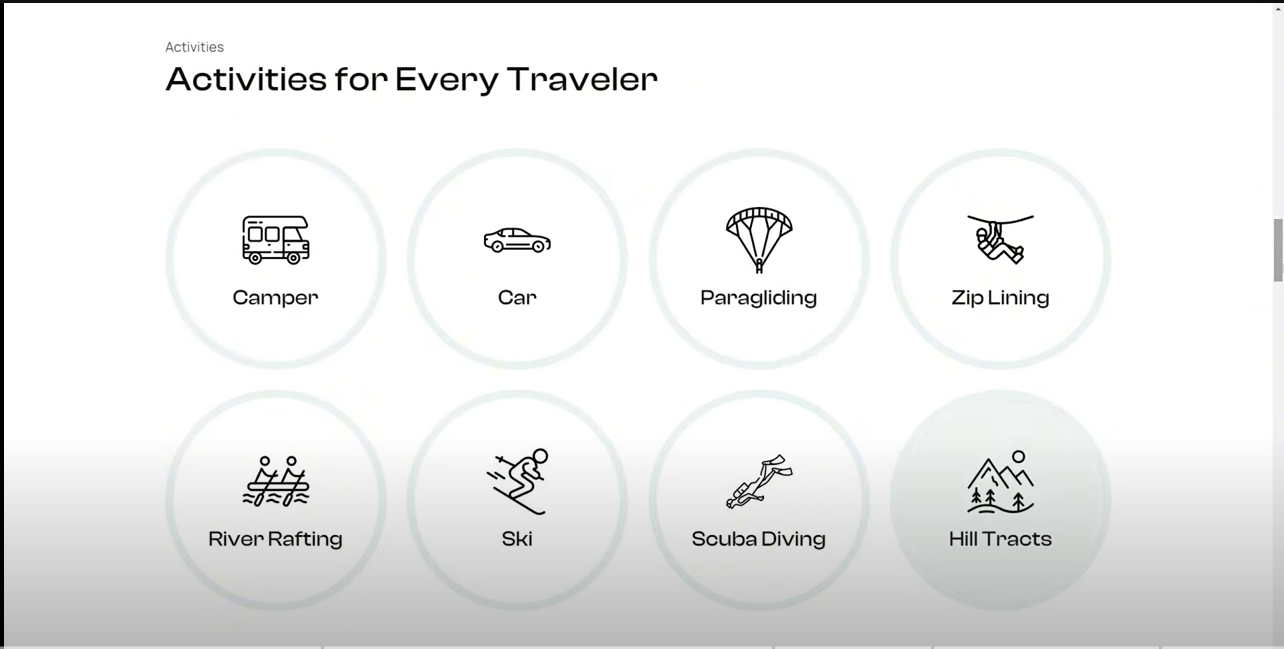 Activities
Activities for Every Traveler
Camper
Car
Paragliding
Zip Lining
River Rafting
Ski
Scuba Diving
Hill Tracts